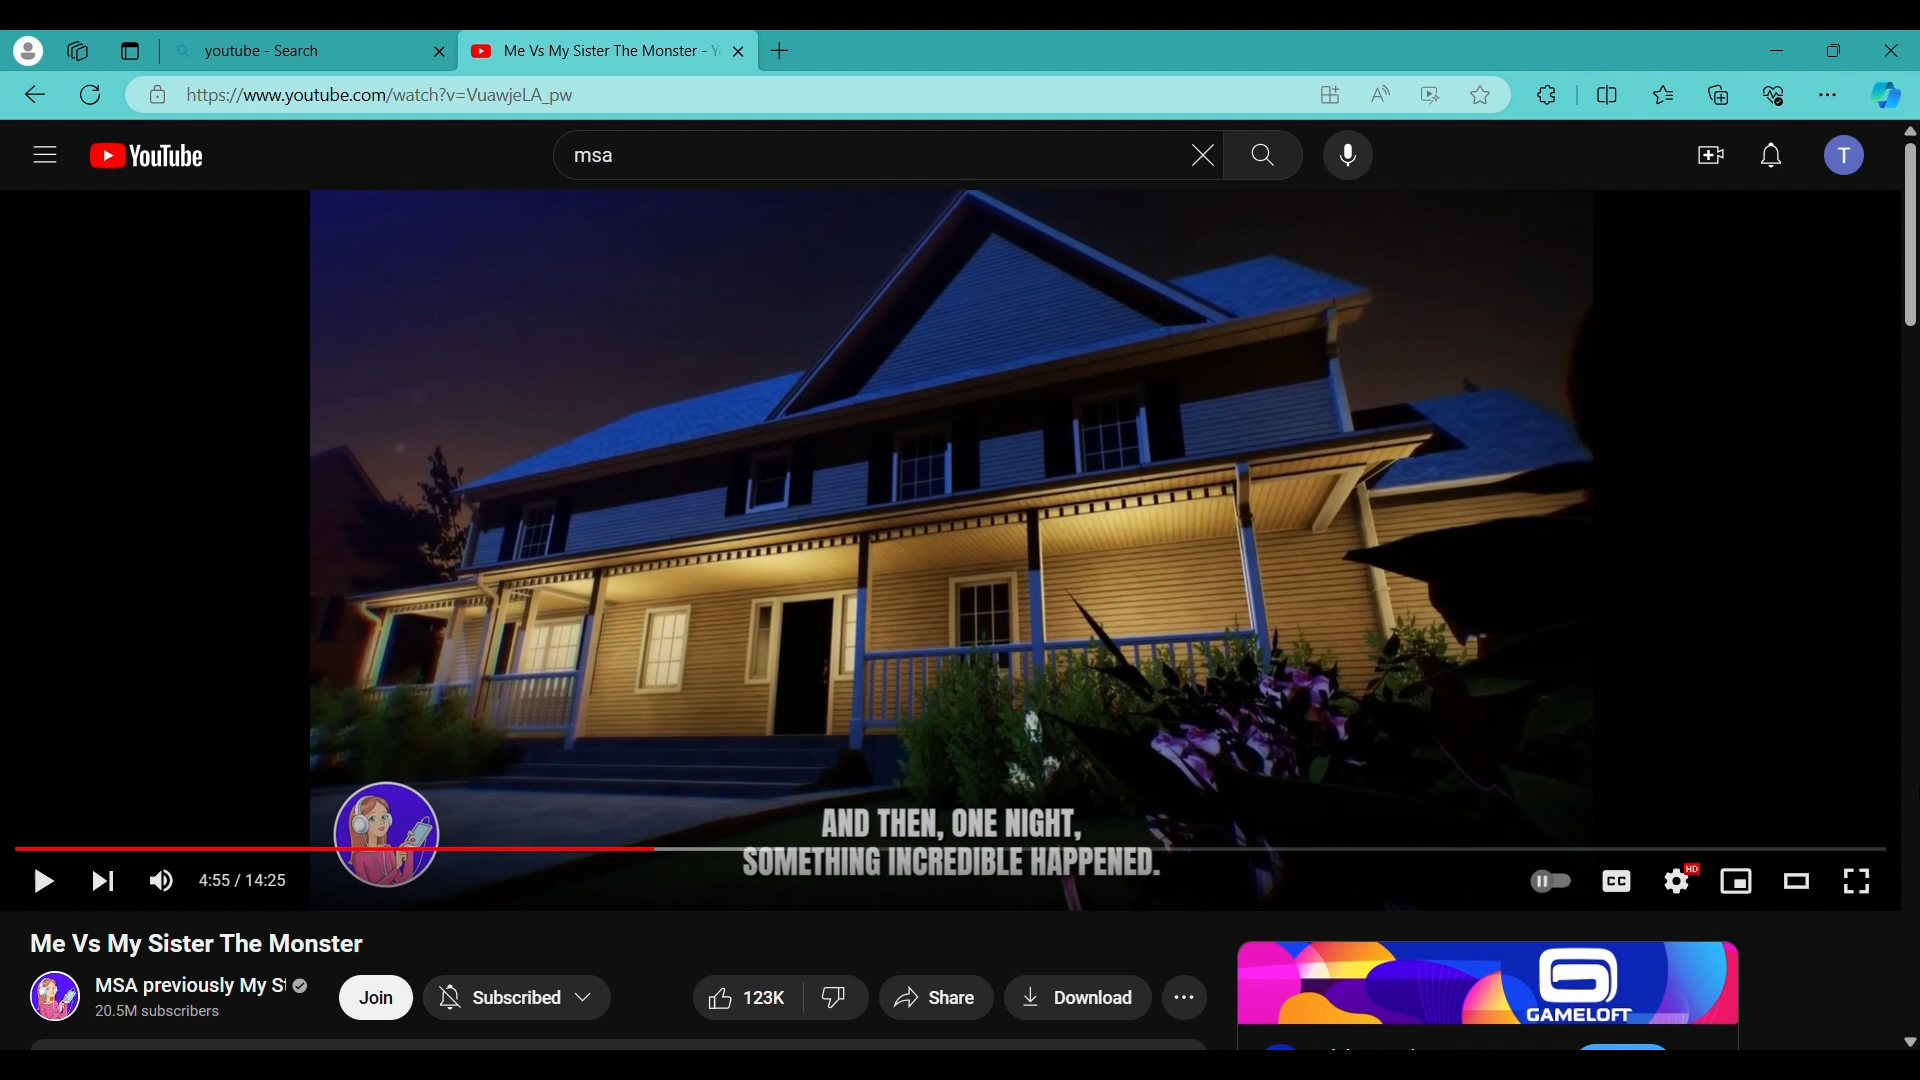 youtube - Search
Me Vs My Sister The Monster -
https://www.youtube.com/watch?v=VuawjeLA_pw
YouTube
msa
T
AND THEN, ONE NIGHT,
SOMETHING INCREDIBLE HAPPENED.
4:55 / 14:25
CC
HD
Me Vs My Sister The Monster
MSA previously My St
20.5M subscribers
Join
Subscribed
123K
Share
Download
GAMELOFT